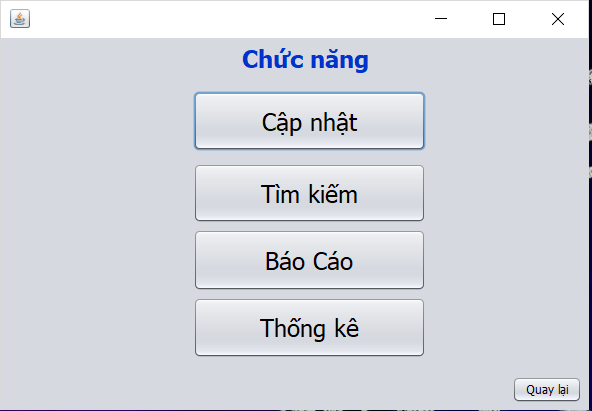 Chức năng
Cập nhật
Tìm kiếm
Báo Cáo
Thống kê
Quay lại